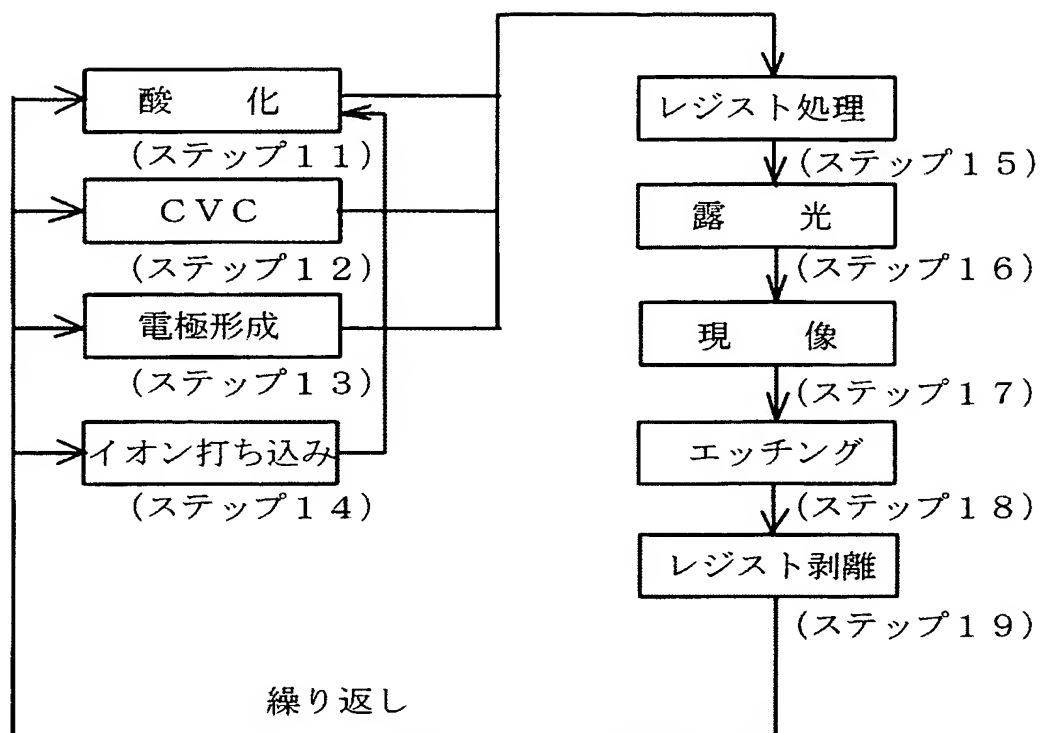 酸　化
(ステップ１１)
ＣＶＣ
(ステップ１２)
電極形成
(ステップ１３)
イオン打ち込み
(ステップ１４)
レジスト処理
(ステップ１５)
露　光
(ステップ１６)
現　像
(ステップ１７)
エッチング
(ステップ１８)
レジスト剥離
(ステップ１９)
繰り返し